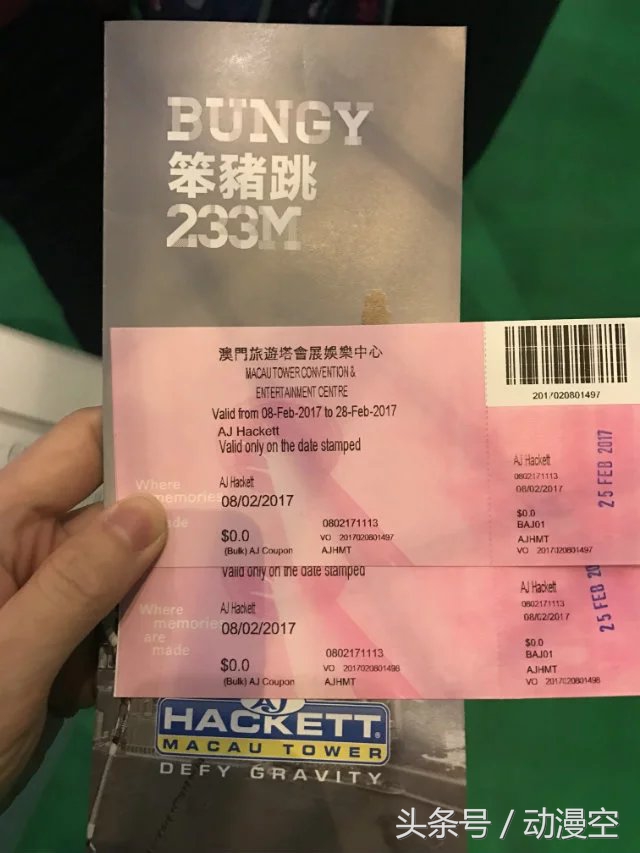 BUNGY
笨豬跳
233M
澳門旅遊塔會展娛樂中心
MACAU TOWER CONVENTION &
ENTERTAINMENT CENTRE
Valid from 08-Feb-2017 to 28-Feb-2017
AJ Hackett
Valid only on the date stamped
Where
memories
made
AJ Hackett
08/02/2017
$0.0
(Bulk) AJ Coupon
0802171113
VO 2017020801497
AJHMT
2017020801497
AJ Hackett
0802171113
08/02/2017
$0.0
BAJ01
AJHMT
VO 2017020801497
25 FEB 2017
Valid only on the date stamped
Where
memories
are
made
AJ Hackett
08/02/2017
$0.0
(Bulk) AJ Coupon
0802171113
VO 2017020801498
AJHMT
AJ Hackett
0802171113
08/02/2017
$0.0
BAJ01
AJHMT
VO 2017020801498
25 FEB 20
AJ
HACKETT
MACAU TOWER
DEFY GRAVITY
头条号 / 动漫空